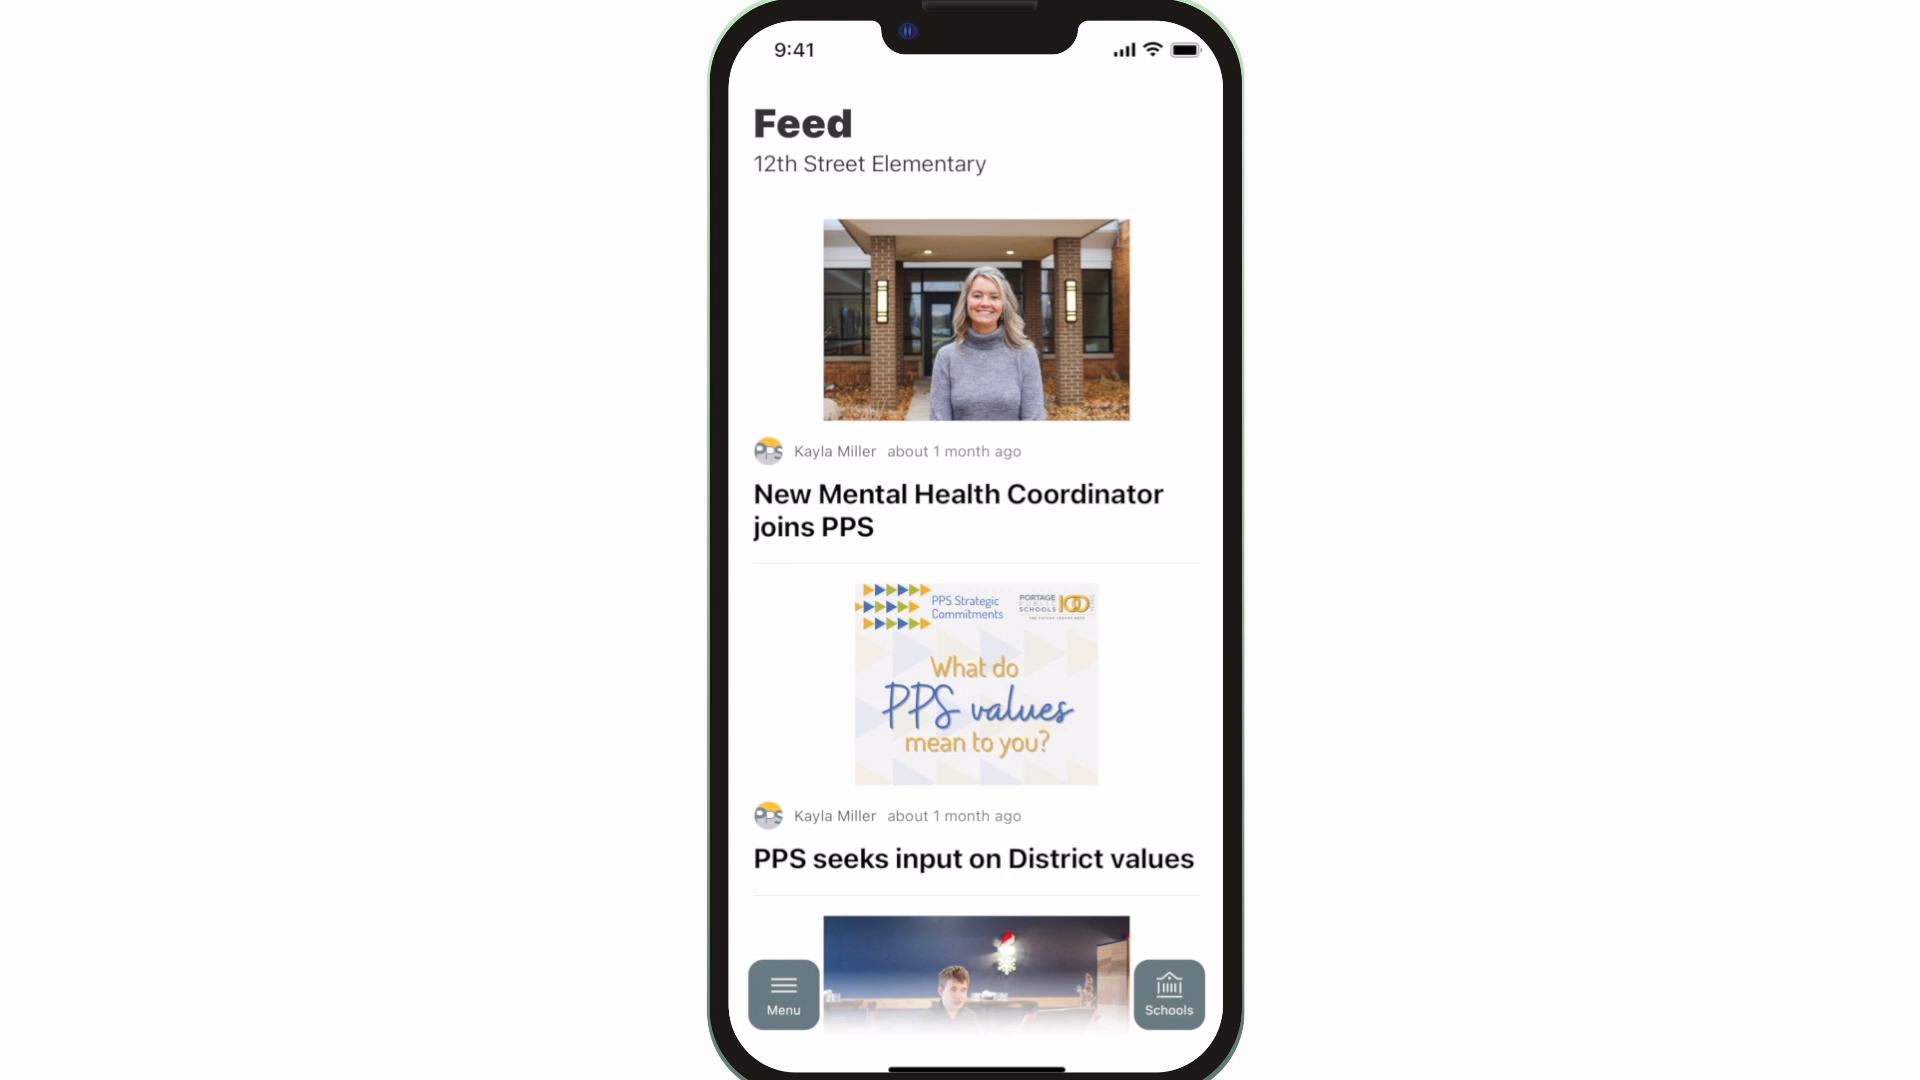 9:41
Feed
12th Street Elementary
PPS Kayla Miller about 1 month ago
New Mental Health Coordinator
joins PPS
PPS Strategic
Commitments
PORTAGE
PUBLIC
SCHOOLS
100
What do
PPS values
mean to you?
PPS Kayla Miller about 1 month ago
PPS seeks input on District values
Menu
Schools